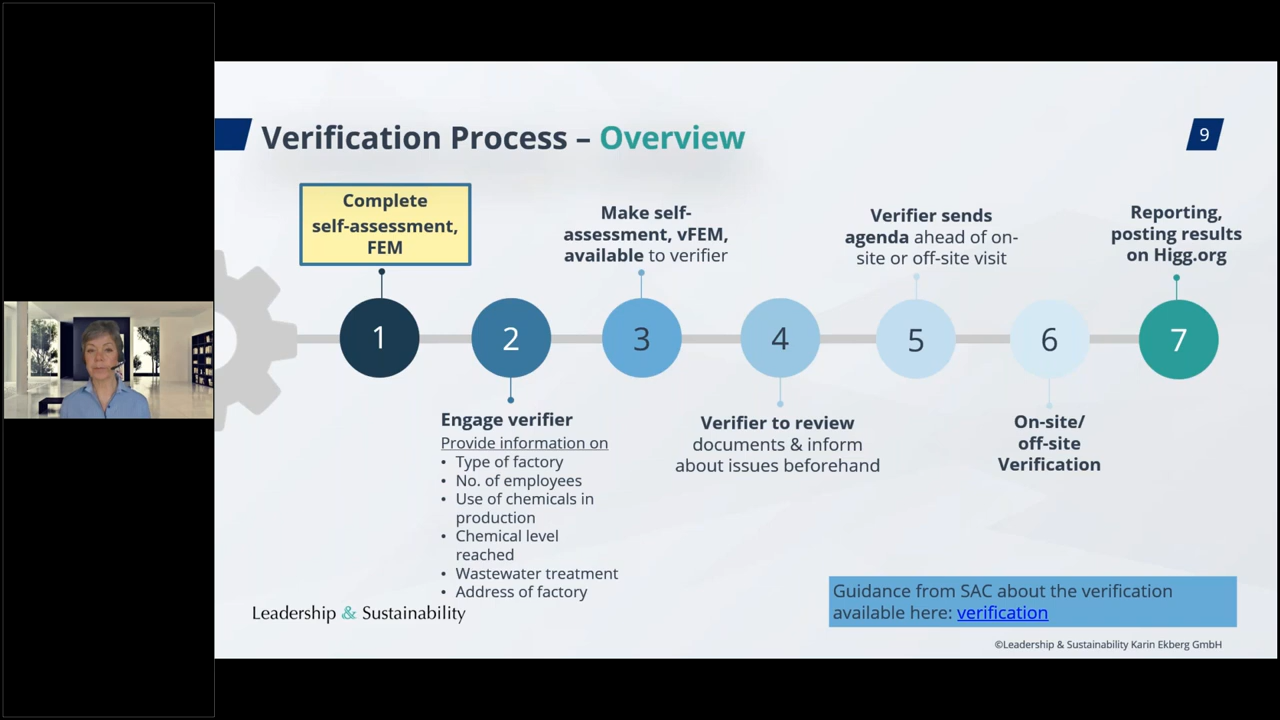 Verification Process – Overview
9
Complete
self-assessment,
FEM
Make self-
assessment, vFEM,
available to verifier
Verifier sends
agenda ahead of on-
site or off-site visit
Reporting,
posting results
on Higg.org
1
2
3
4
5
6
7
Engage verifier
Provide information on
• Type of factory
• No. of employees
• Use of chemicals in
production
• Chemical level
reached
• Wastewater treatment
• Address of factory
Verifier to review
documents & inform
about issues beforehand
On-site/
off-site
Verification
Guidance from SAC about the verification
available here: verification
Leadership & Sustainability
©Leadership & Sustainability Karin Ekberg GmbH